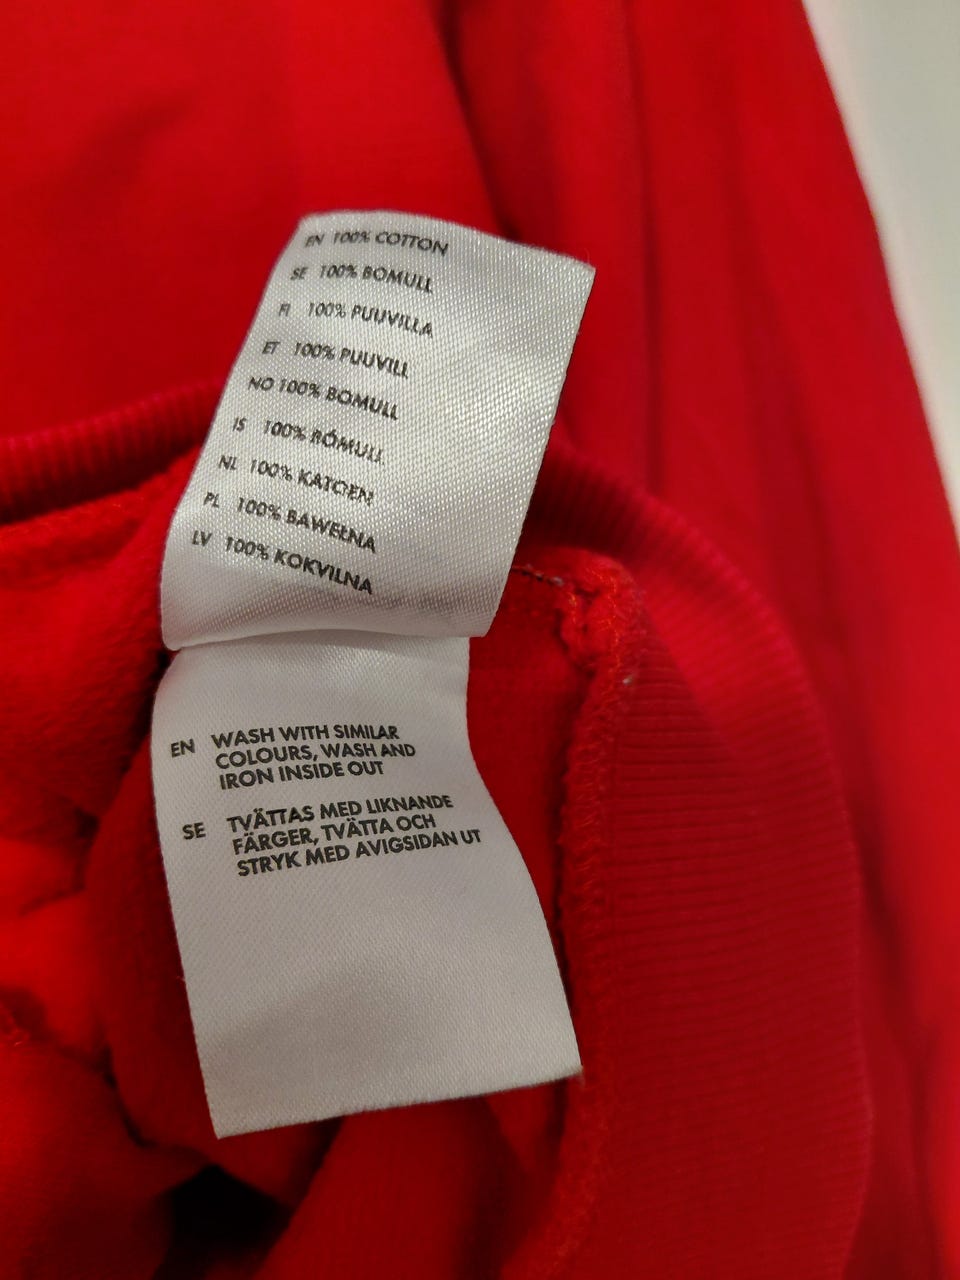 EN 100% COTTON
SE 100% BOMULL
FI 100% PUUVILLA
ET 100% PUUVILL
NO 100% BOMULL
IS 100% BÓMULL
NL 100% KATOEN
PL 100% BAWEŁNA
LV 100% KOKVILNA
EN WASH WITH SIMILAR
COLOURS, WASH AND
IRON INSIDE OUT
SE TVÄTTAS MED LIKNANDE
FÄRGER, TVÄTTA OCH
STRYK MED AVIGSIDAN UT